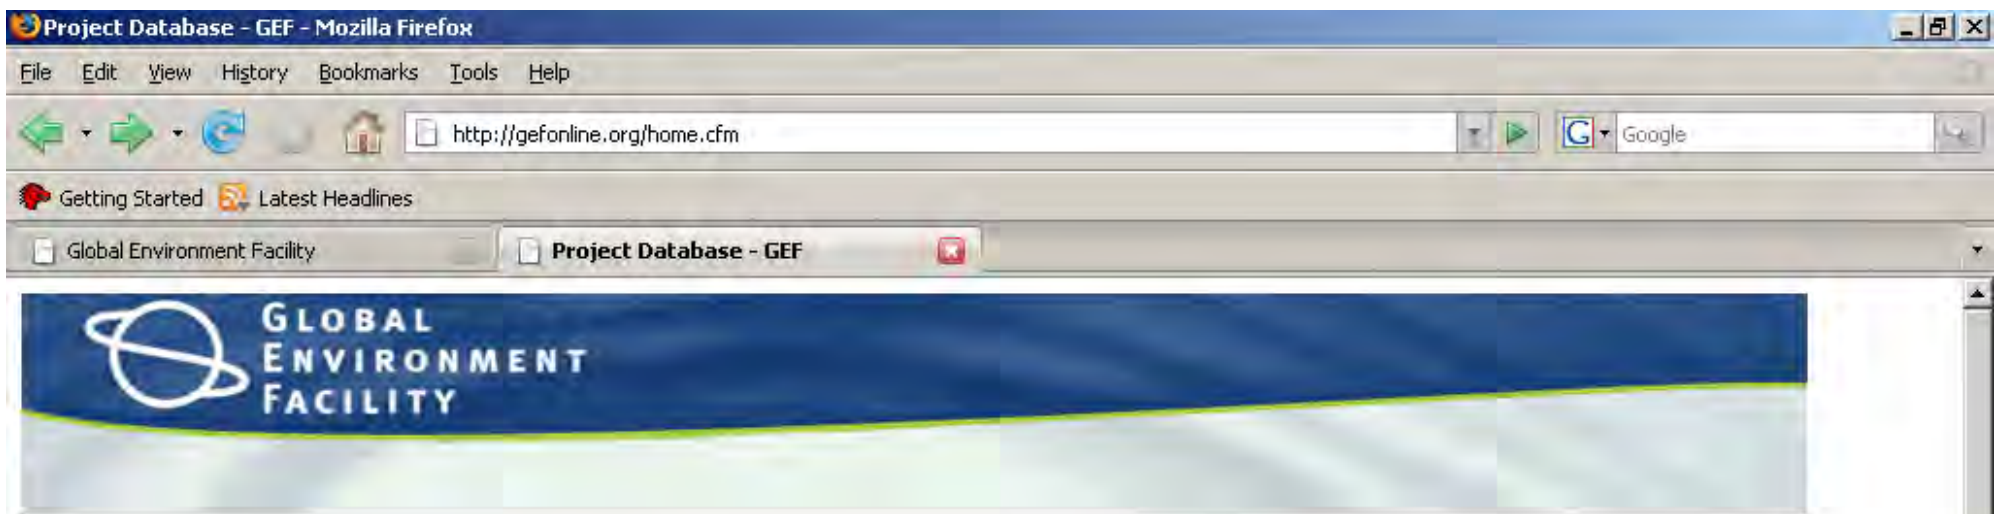 Project Database - GEF - Mozilla Firefox
File Edit View History Bookmarks Tools Help
http://gefonline.org/home.cfm
G Google
Getting Started Latest Headlines
Global Environment Facility Project Database - GEF
GLOBAL
ENVIRONMENT
FACILITY